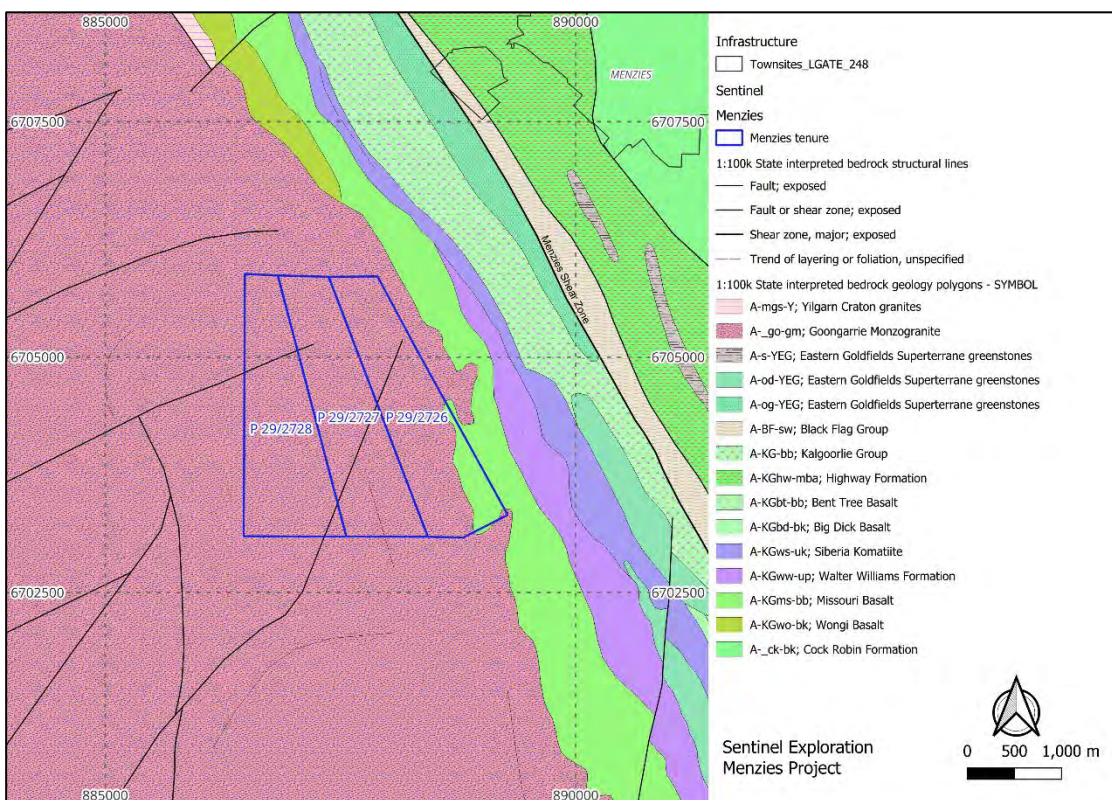 885000
890000
6707500
6707500
MENZIES
Menzies Shear Zone
6705000
6705000
P 29/2728
P 29/2727
P 29/2726
6702500
6702500
885000
890000
Infrastructure
Townsites_LGATE_248
Sentinel
Menzies
Menzies tenure
1:100k State interpreted bedrock structural lines
Fault; exposed
Fault or shear zone; exposed
Shear zone, major; exposed
Trend of layering or foliation, unspecified
1:100k State interpreted bedrock geology polygons - SYMBOL
A-mgs-Y; Yilgarn Craton granites
A-_go-gm; Goongarrie Monzogranite
A-s-YEG; Eastern Goldfields Superterrane greenstones
A-od-YEG; Eastern Goldfields Superterrane greenstones
A-og-YEG; Eastern Goldfields Superterrane greenstones
A-BF-sw; Black Flag Group
A-KG-bb; Kalgoorlie Group
A-KGhw-mba; Highway Formation
A-KGbt-bb; Bent Tree Basalt
A-KGbd-bk; Big Dick Basalt
A-KGws-uk; Siberia Komatiite
A-KGww-up; Walter Williams Formation
A-KGms-bb; Missouri Basalt
A-KGwo-bk; Wongi Basalt
A-_ck-bk; Cock Robin Formation
Sentinel Exploration
Menzies Project
0 500 1,000 m